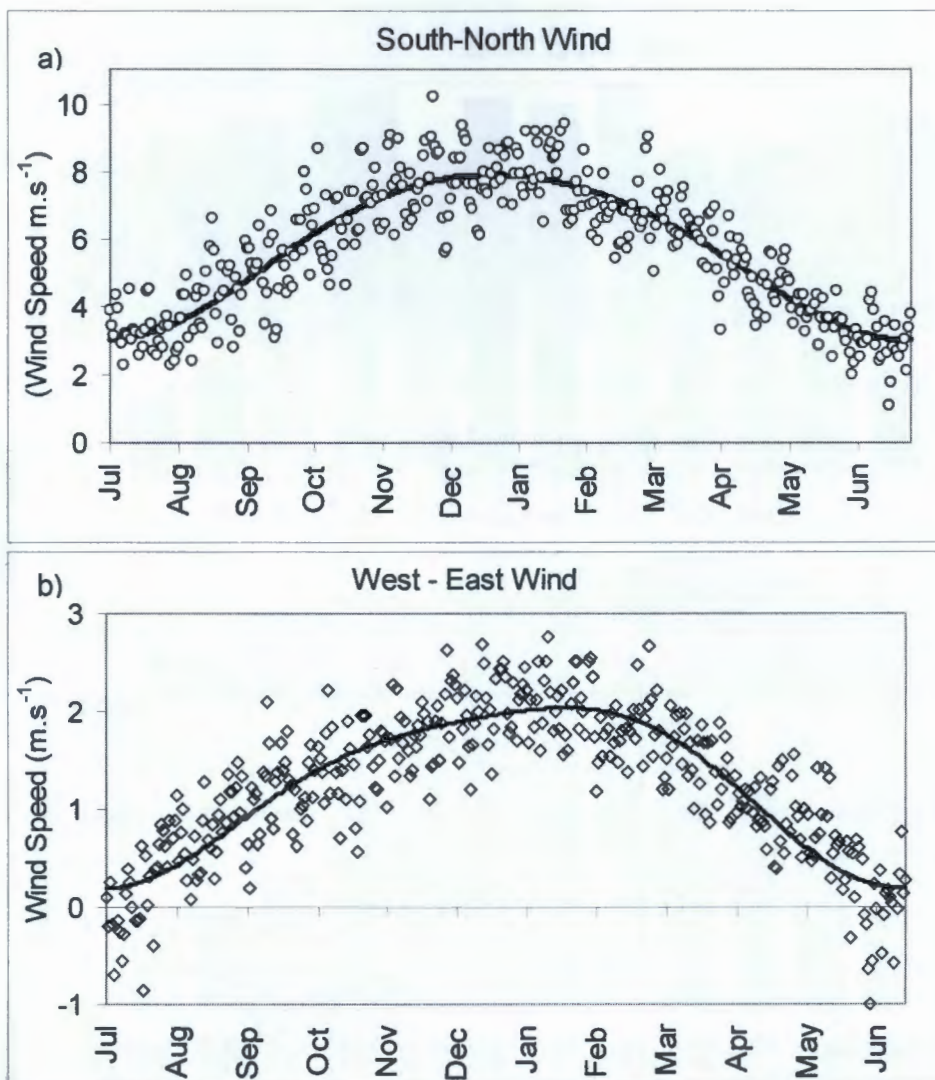 South-North Wind
a)
(Wind Speed m.s-1)
10
8
6
4
2
0
Jul Aug Sep Oct Nov Dec Jan Feb Mar Apr May Jun
West - East Wind
b)
Wind Speed (m.s-1)
3
2
1
0
-1
Jul Aug Sep Oct Nov Dec Jan Feb Mar Apr May Jun